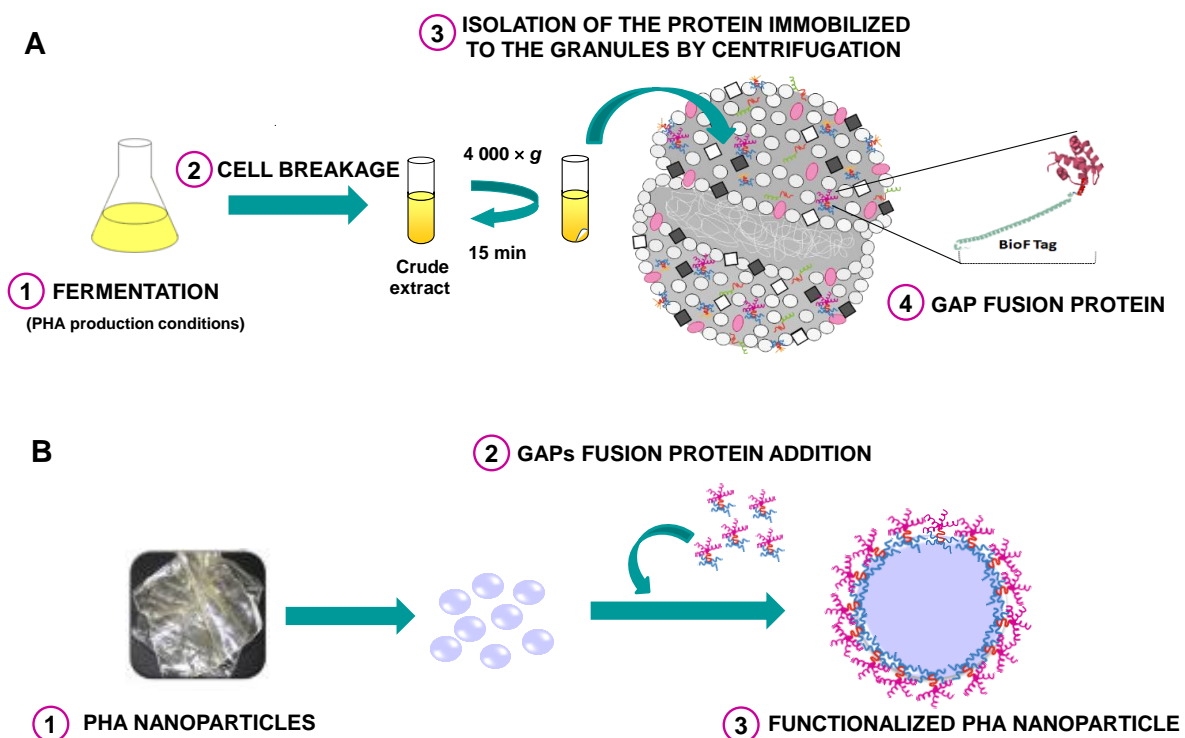 A
3 ISOLATION OF THE PROTEIN IMMOBILIZED
TO THE GRANULES BY CENTRIFUGATION
2 CELL BREAKAGE
4 000 × g
15 min
Crude
extract
BioF Tag
1 FERMENTATION
(PHA production conditions)
4 GAP FUSION PROTEIN
B
2 GAPs FUSION PROTEIN ADDITION
1 PHA NANOPARTICLES
3 FUNCTIONALIZED PHA NANOPARTICLE